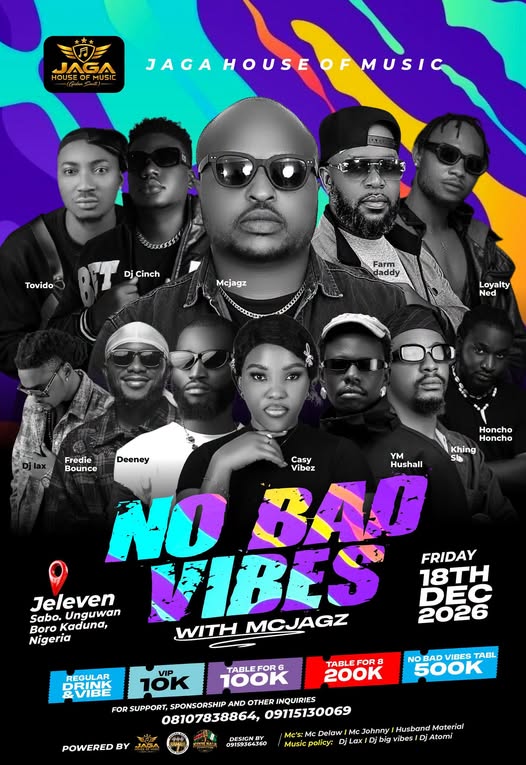 JAGA
HOUSE OF MUSIC
JAGA HOUSE OF MUSIC
Tovido
Dj Cinch
Mcjagz
Farm
daddy
Loyalty
Ned
Dj lax
Fredie
Bounce
Deeney
Casy
Vibez
YM
Hushall
Khing
Honcho
Honcho
NO BAD
VIBES
WITH MCJAGZ
Jeleven
Sabo. Unguwan
Boro Kaduna,
Nigeria
FRIDAY
18TH
DEC
2026
REGULAR
DRINK
&VIBE
VIP
10K
TABLE FOR 6
100K
TABLE FOR 8
200K
NO BAD VIBES TABL
500K
FOR SUPPORT, SPONSORSHIP AND OTHER INQUIRIES
08107838864, 09115130069
POWERED BY
JAGA
DESIGN BY
09159364360
Mc's: Mc Delaw I Mc Johnny I Husband Material
Music policy: Dj Lax I Dj big vibes I Dj Atomi